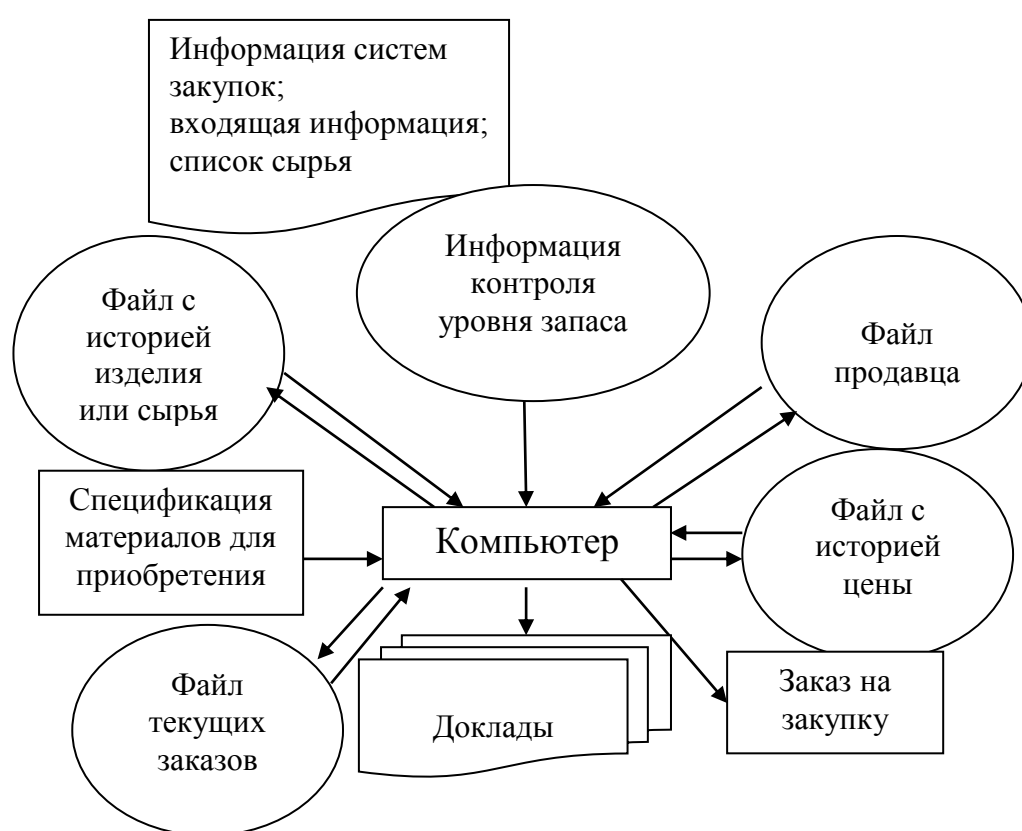 Информация систем
закупок;
входящая информация;
список сырья
Информация
контроля
уровня запаса
Файл с
историей
изделия
или сырья
Файл
продавца
Спецификация
материалов для
приобретения
Компьютер
Файл с
историей
цены
Файл
текущих
заказов
Доклады
Заказ на
закупку